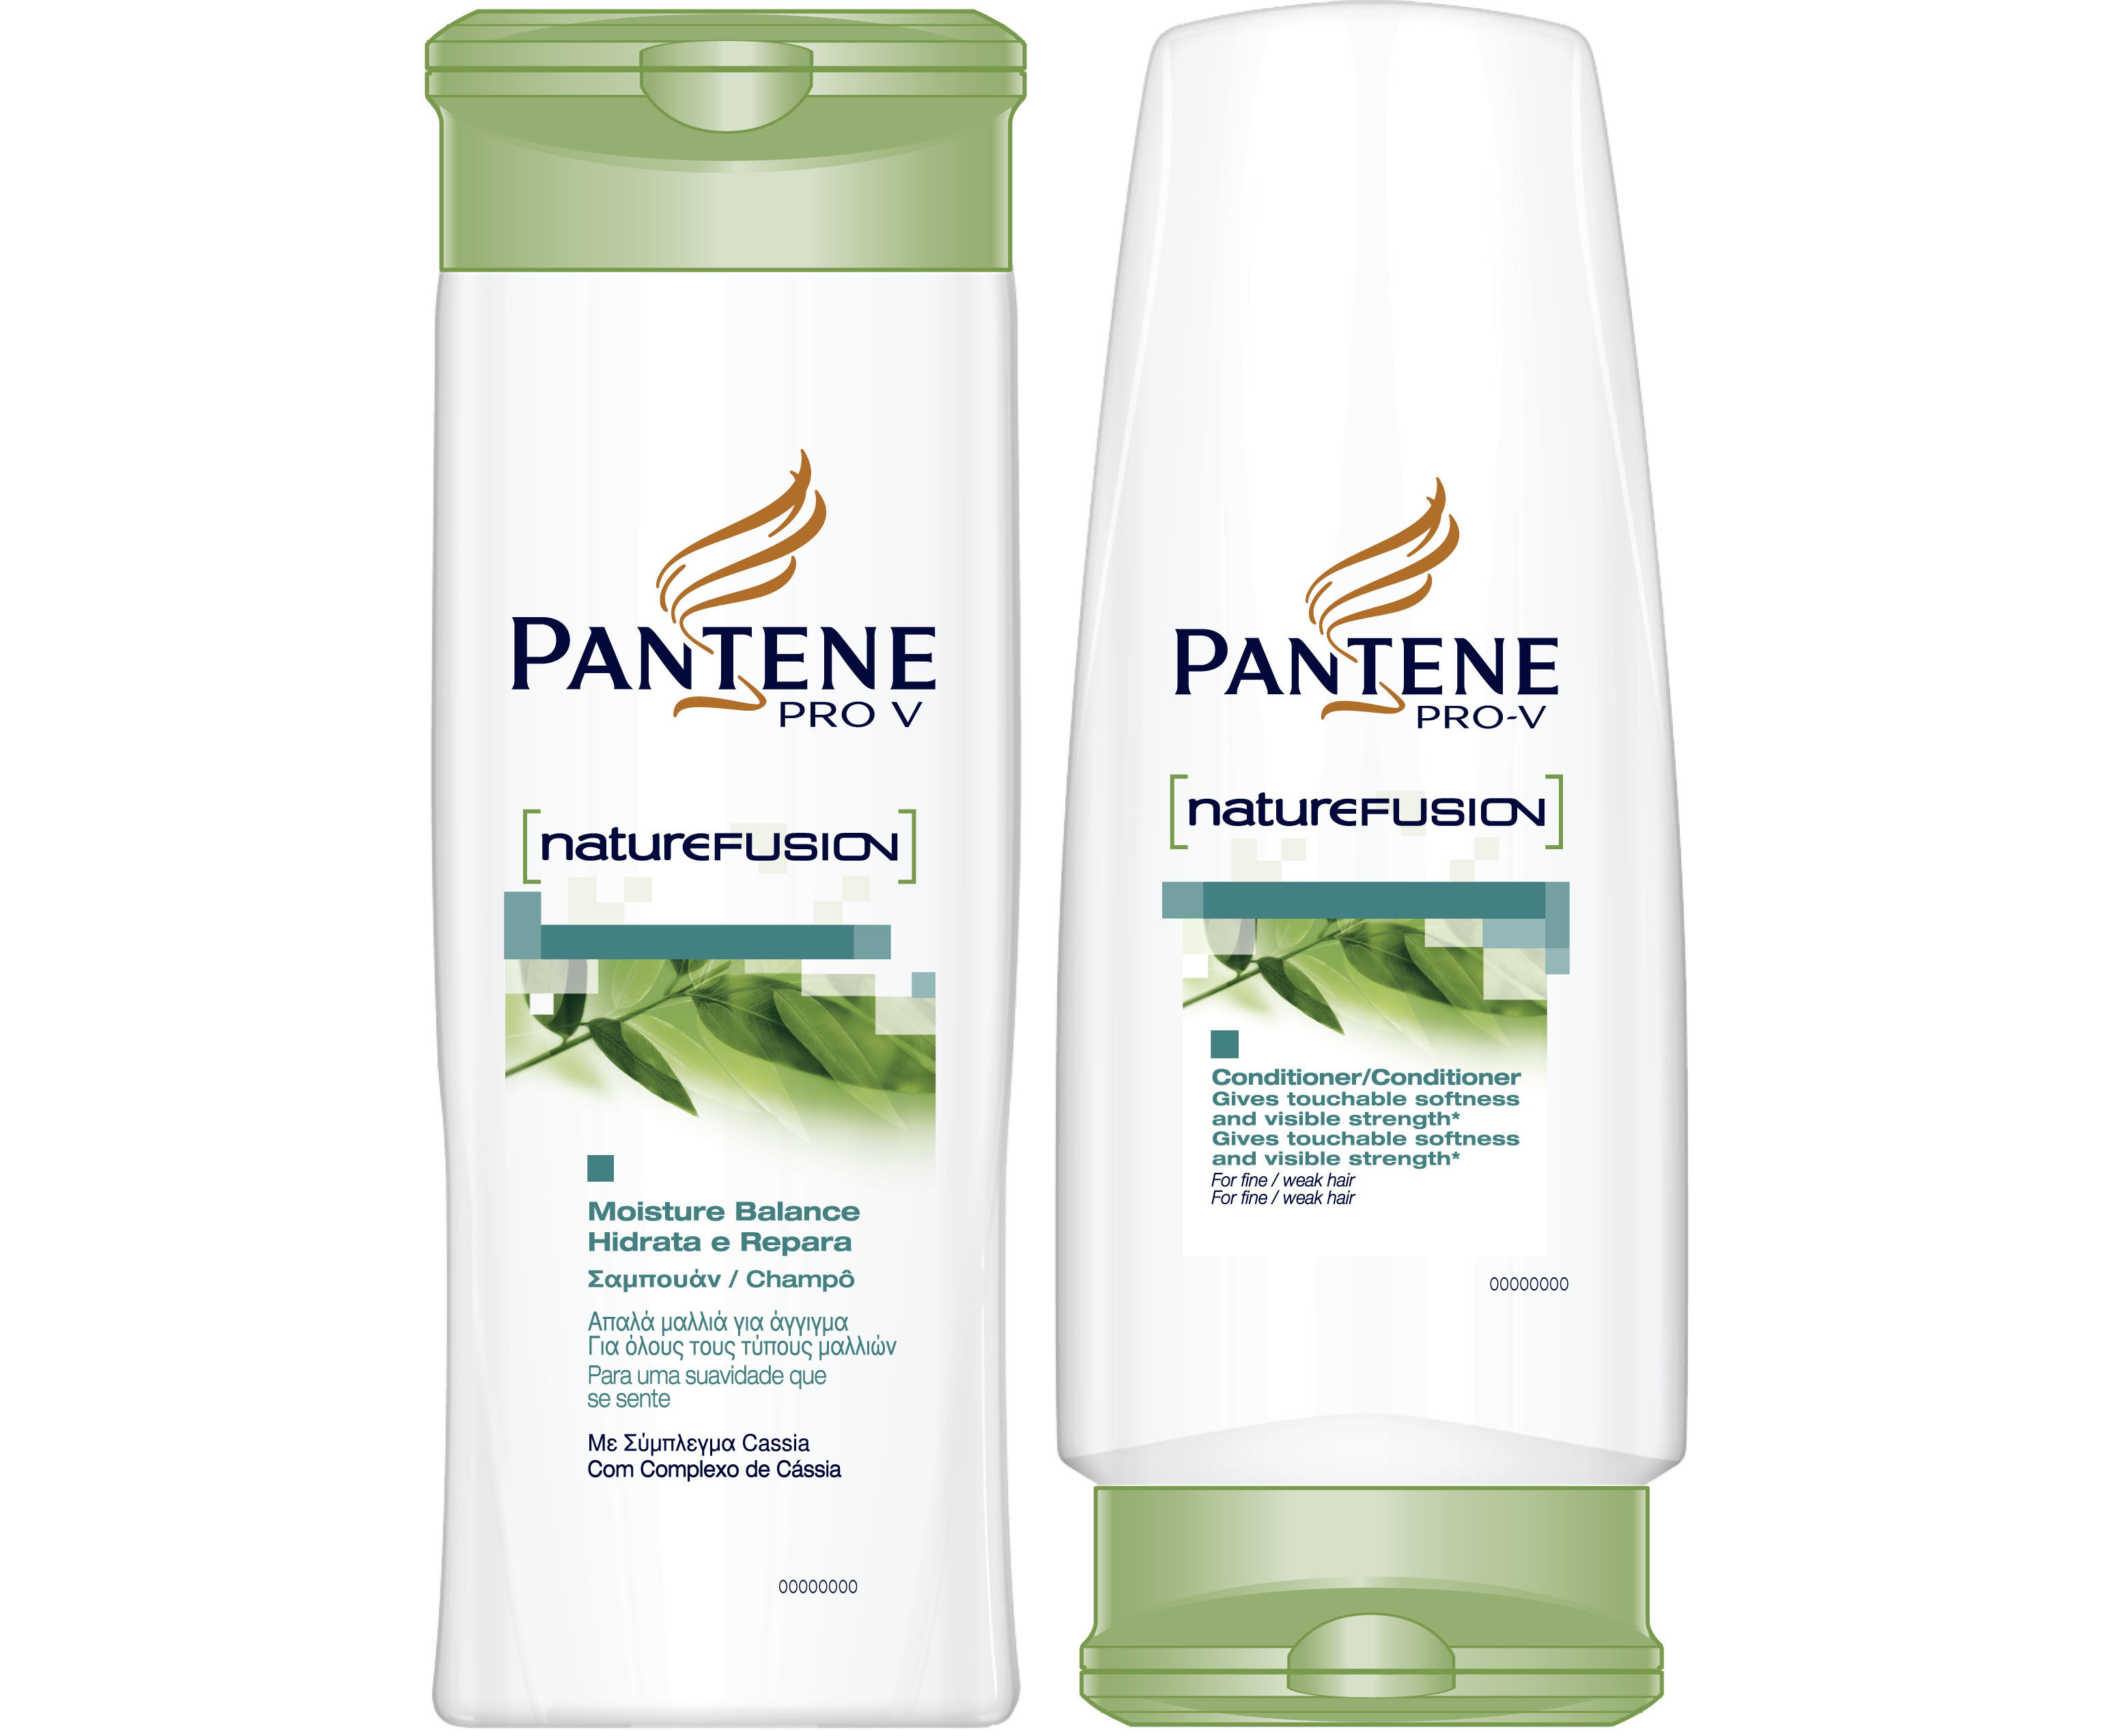 PANTENE
PRO V
[natureFUSION]
Moisture Balance
Hidrata e Repara
Σαμπουάν / Champô
Απαλά μαλλιά για άγγιγμα
Για όλους τους τύπους μαλλιών
Para uma suavidade que
se sente
Με Σύμπλεγμα Cassia
Com Complexo de Cássia
00000000
PANTENE
PRO-V
[natureFUSION]
Conditioner/Conditioner
Gives touchable softness
and visible strength*
Gives touchable softness
and visible strength*
For fine / weak hair
For fine / weak hair
00000000